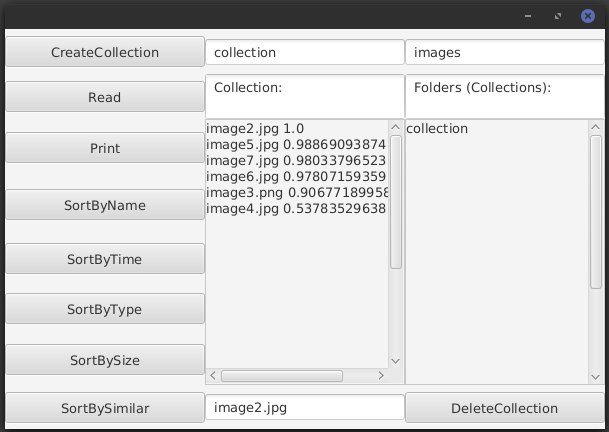 CreateCollection collection images
Read Collection: Folders (Collections):
Print
image2.jpg 1.0 collection
image5.jpg 0.98869093874
image7.jpg 0.98033796523
image6.jpg 0.97807159359
image3.png 0.90677189958
image4.jpg 0.53783529638
SortByName
SortByTime
SortByType
SortBySize
SortBySimilar image2.jpg DeleteCollection